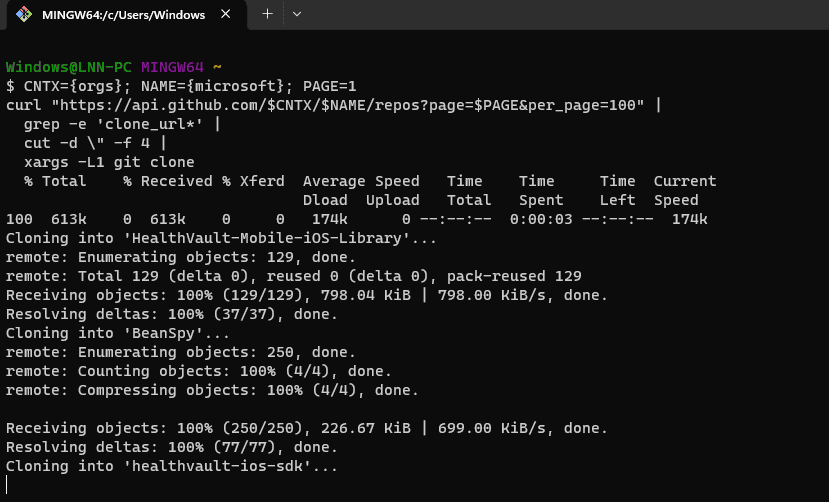 MINGW64:/c/Users/Windows
Windows@LNN-PC MINGW64 ~
$ CNTX={orgs}; NAME={microsoft}; PAGE=1
curl "https://api.github.com/$CNTX/$NAME/repos?page=$PAGE&per_page=100" |
  grep -e 'clone_url*' |
  cut -d \" -f 4 |
  xargs -L1 git clone
  % Total    % Received % Xferd  Average Speed   Time    Time     Time  Current
                                 Dload  Upload   Total   Spent    Left  Speed
100  613k    0  613k    0     0   174k      0 --:--:--  0:00:03 --:--:--  174k
Cloning into 'HealthVault-Mobile-iOS-Library'...
remote: Enumerating objects: 129, done.
remote: Total 129 (delta 0), reused 0 (delta 0), pack-reused 129
Receiving objects: 100% (129/129), 798.04 KiB | 798.00 KiB/s, done.
Resolving deltas: 100% (37/37), done.
Cloning into 'BeanSpy'...
remote: Enumerating objects: 250, done.
remote: Counting objects: 100% (4/4), done.
remote: Compressing objects: 100% (4/4), done.
Receiving objects: 100% (250/250), 226.67 KiB | 699.00 KiB/s, done.
Resolving deltas: 100% (77/77), done.
Cloning into 'healthvault-ios-sdk'...